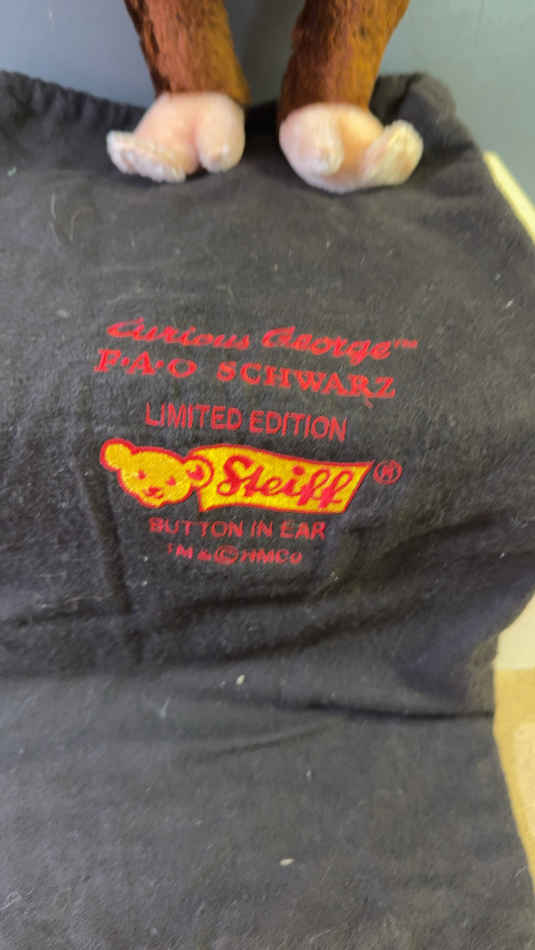 Curious George™
F·A·O SCHWARZ
LIMITED EDITION
Steiff ®
BUTTON IN EAR
TM & © HMCo